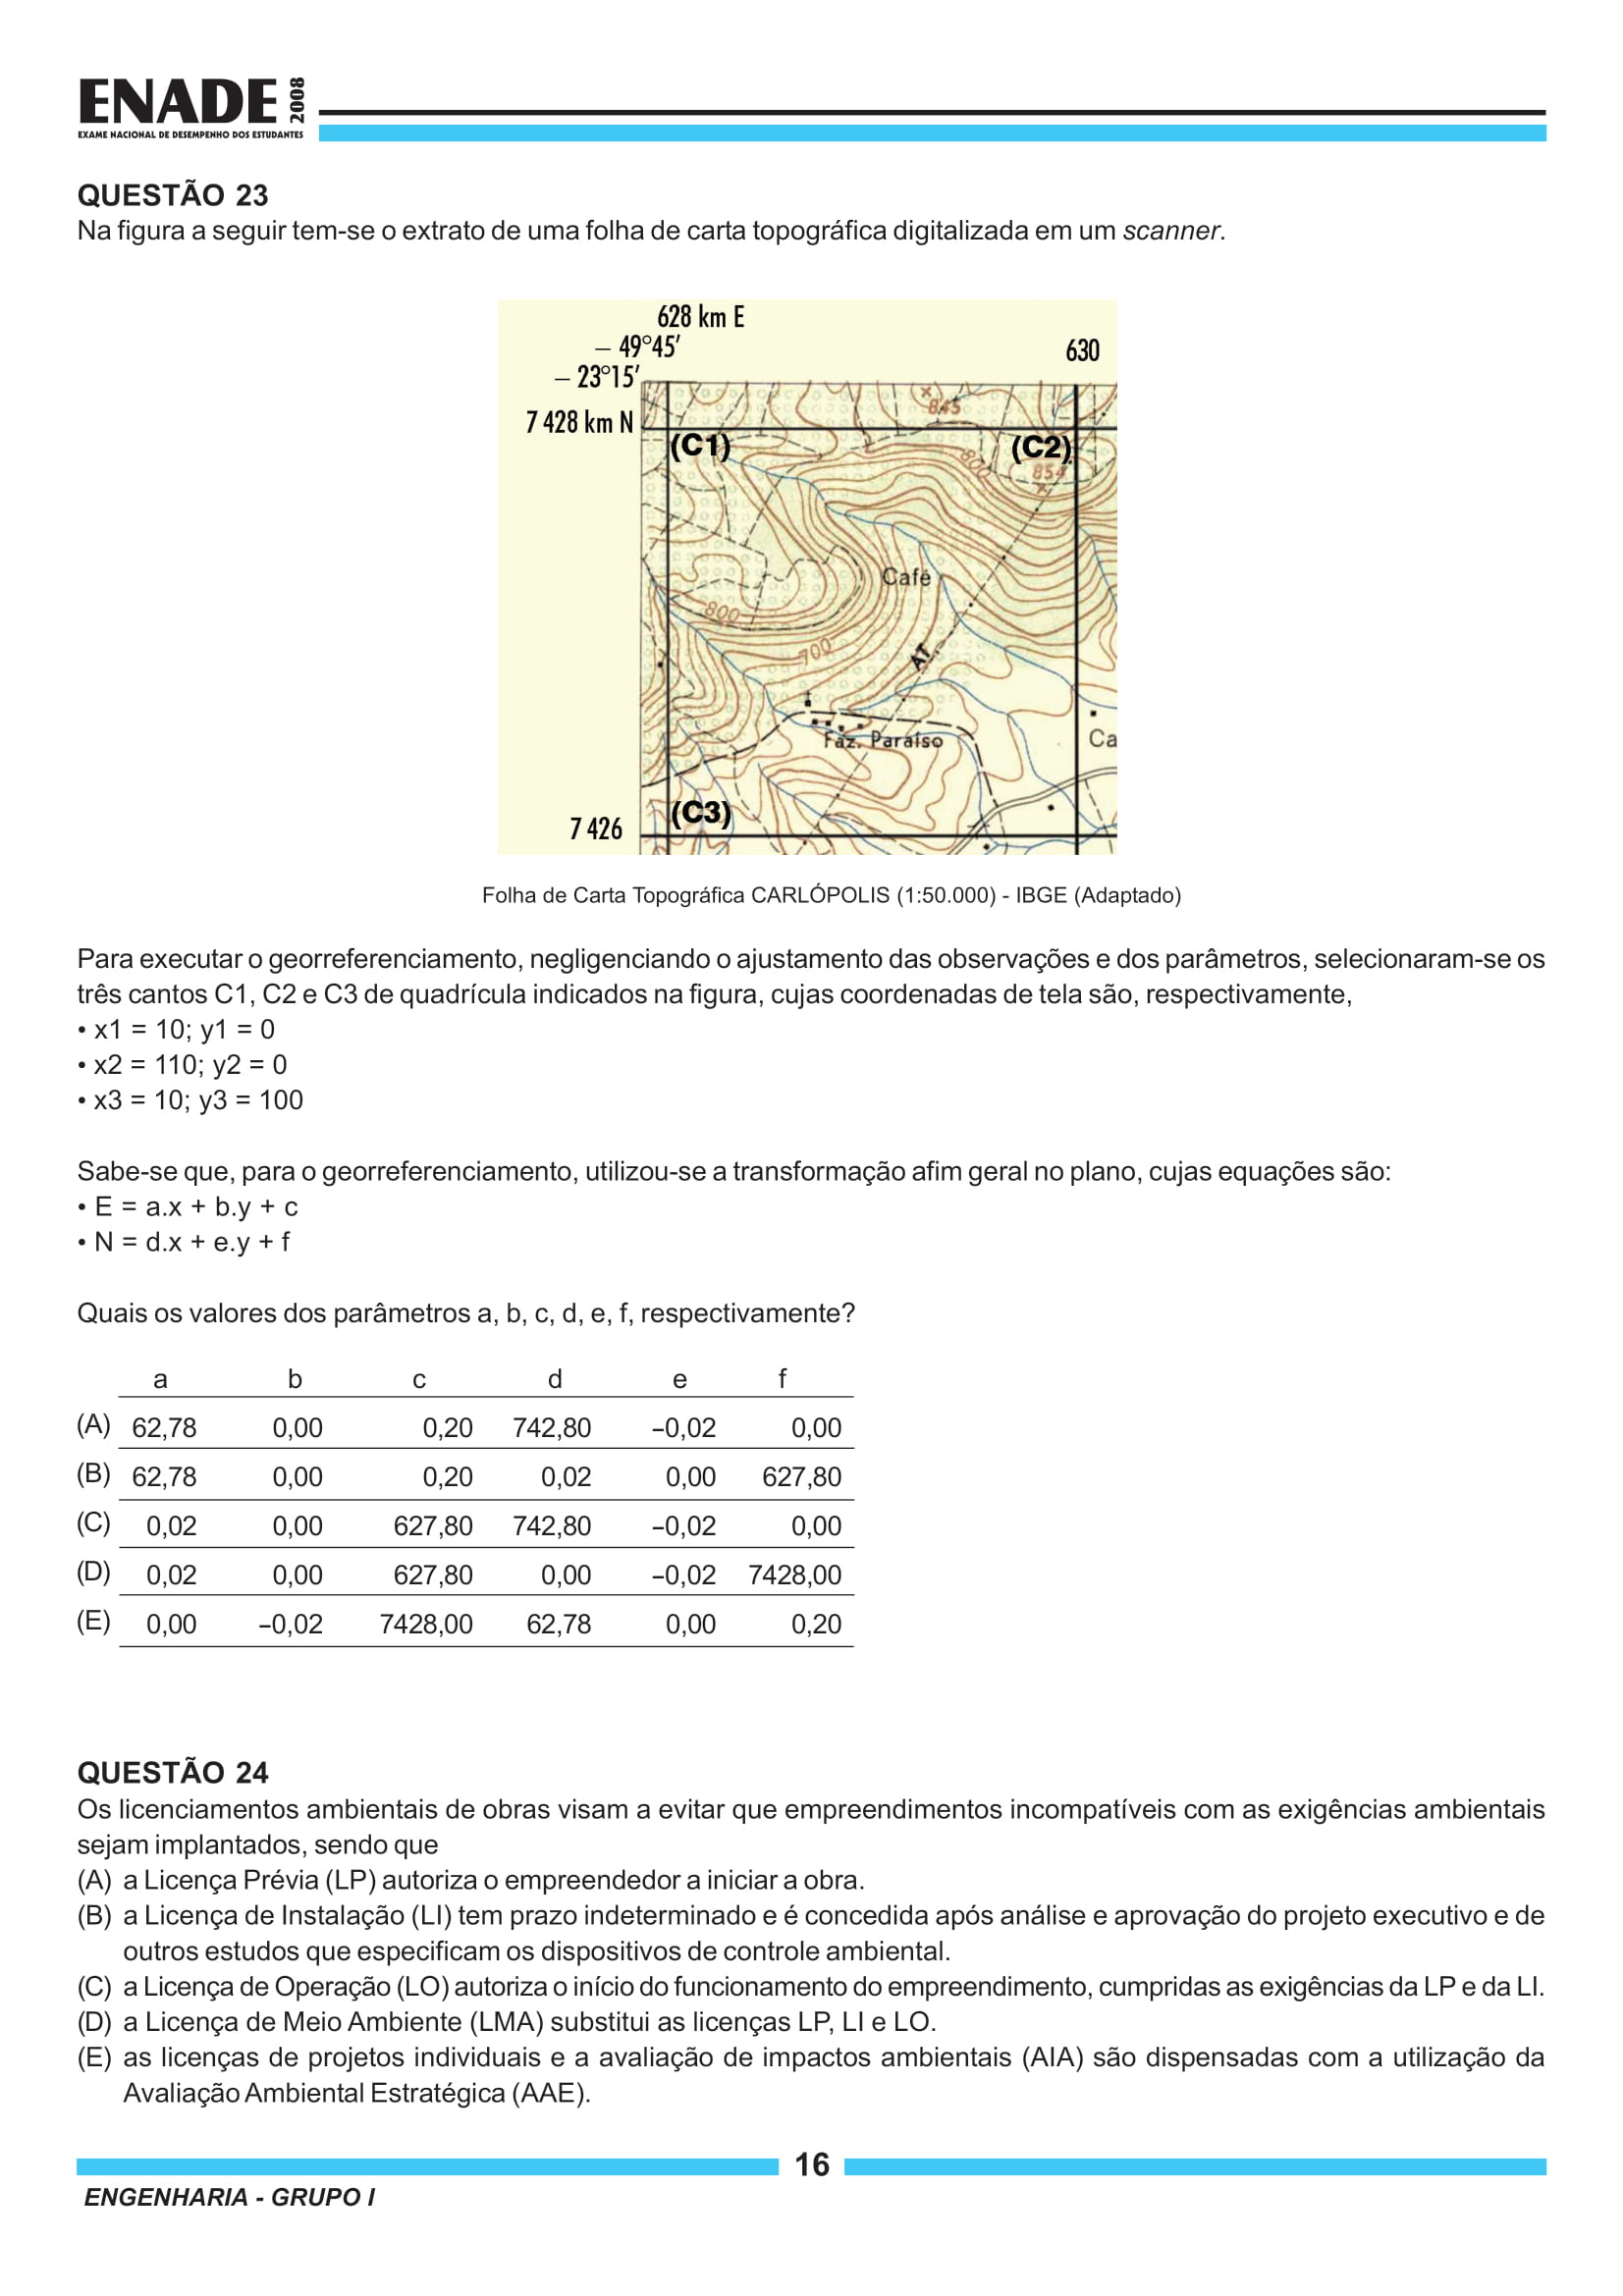 ENADE 2008
EXAME NACIONAL DE DESEMPENHO DOS ESTUDANTES
QUESTÃO 23
Na figura a seguir tem-se o extrato de uma folha de carta topográfica digitalizada em um scanner.
628 km E
– 49°45’
630
– 23°15’
845
7 428 km N
(C1)
(C2)
800
854
Café
800
700
AT
Faz. Paraíso
Ca
(C3)
7 426
Folha de Carta Topográfica CARLÓPOLIS (1:50.000) - IBGE (Adaptado)
Para executar o georreferenciamento, negligenciando o ajustamento das observações e dos parâmetros, selecionaram-se os
três cantos C1, C2 e C3 de quadrícula indicados na figura, cujas coordenadas de tela são, respectivamente,
• x1 = 10; y1 = 0
• x2 = 110; y2 = 0
• x3 = 10; y3 = 100
Sabe-se que, para o georreferenciamento, utilizou-se a transformação afim geral no plano, cujas equações são:
• E = a.x + b.y + c
• N = d.x + e.y + f
Quais os valores dos parâmetros a, b, c, d, e, f, respectivamente?
a b c d e f
(A) 62,78 0,00 0,20 742,80 –0,02 0,00
(B) 62,78 0,00 0,20 0,02 0,00 627,80
(C) 0,02 0,00 627,80 742,80 –0,02 0,00
(D) 0,02 0,00 627,80 0,00 –0,02 7428,00
(E) 0,00 –0,02 7428,00 62,78 0,00 0,20
QUESTÃO 24
Os licenciamentos ambientais de obras visam a evitar que empreendimentos incompatíveis com as exigências ambientais
sejam implantados, sendo que
(A) a Licença Prévia (LP) autoriza o empreendedor a iniciar a obra.
(B) a Licença de Instalação (LI) tem prazo indeterminado e é concedida após análise e aprovação do projeto executivo e de
outros estudos que especificam os dispositivos de controle ambiental.
(C) a Licença de Operação (LO) autoriza o início do funcionamento do empreendimento, cumpridas as exigências da LP e da LI.
(D) a Licença de Meio Ambiente (LMA) substitui as licenças LP, LI e LO.
(E) as licenças de projetos individuais e a avaliação de impactos ambientais (AIA) são dispensadas com a utilização da
Avaliação Ambiental Estratégica (AAE).
16
ENGENHARIA - GRUPO I